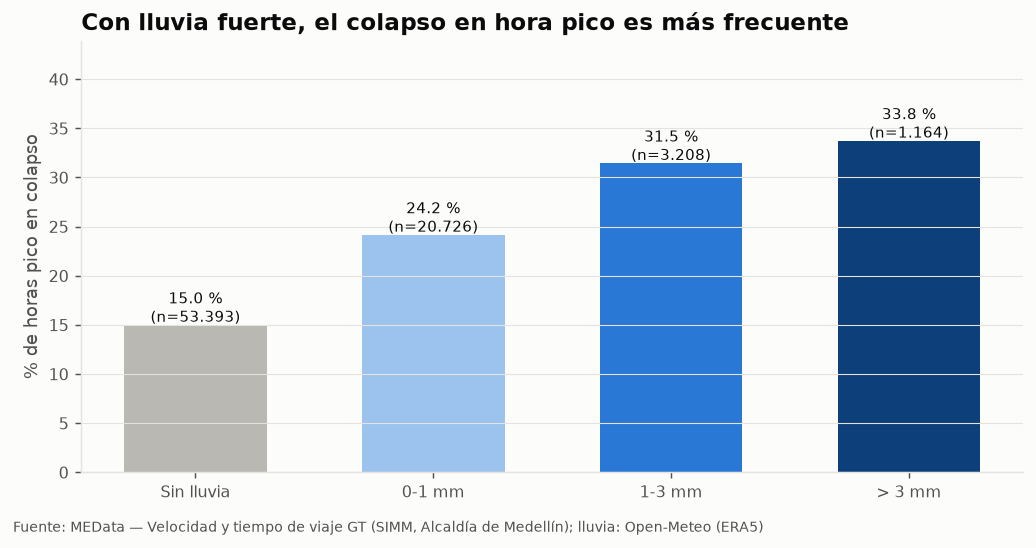 Con lluvia fuerte, el colapso en hora pico es más frecuente
% de horas pico en colapso
40
35
30
25
20
15
10
5
0
15.0 %
(n=53.393)
24.2 %
(n=20.726)
31.5 %
(n=3.208)
33.8 %
(n=1.164)
Sin lluvia
0-1 mm
1-3 mm
> 3 mm
Fuente: MEData — Velocidad y tiempo de viaje GT (SIMM, Alcaldía de Medellín); lluvia: Open-Meteo (ERA5)